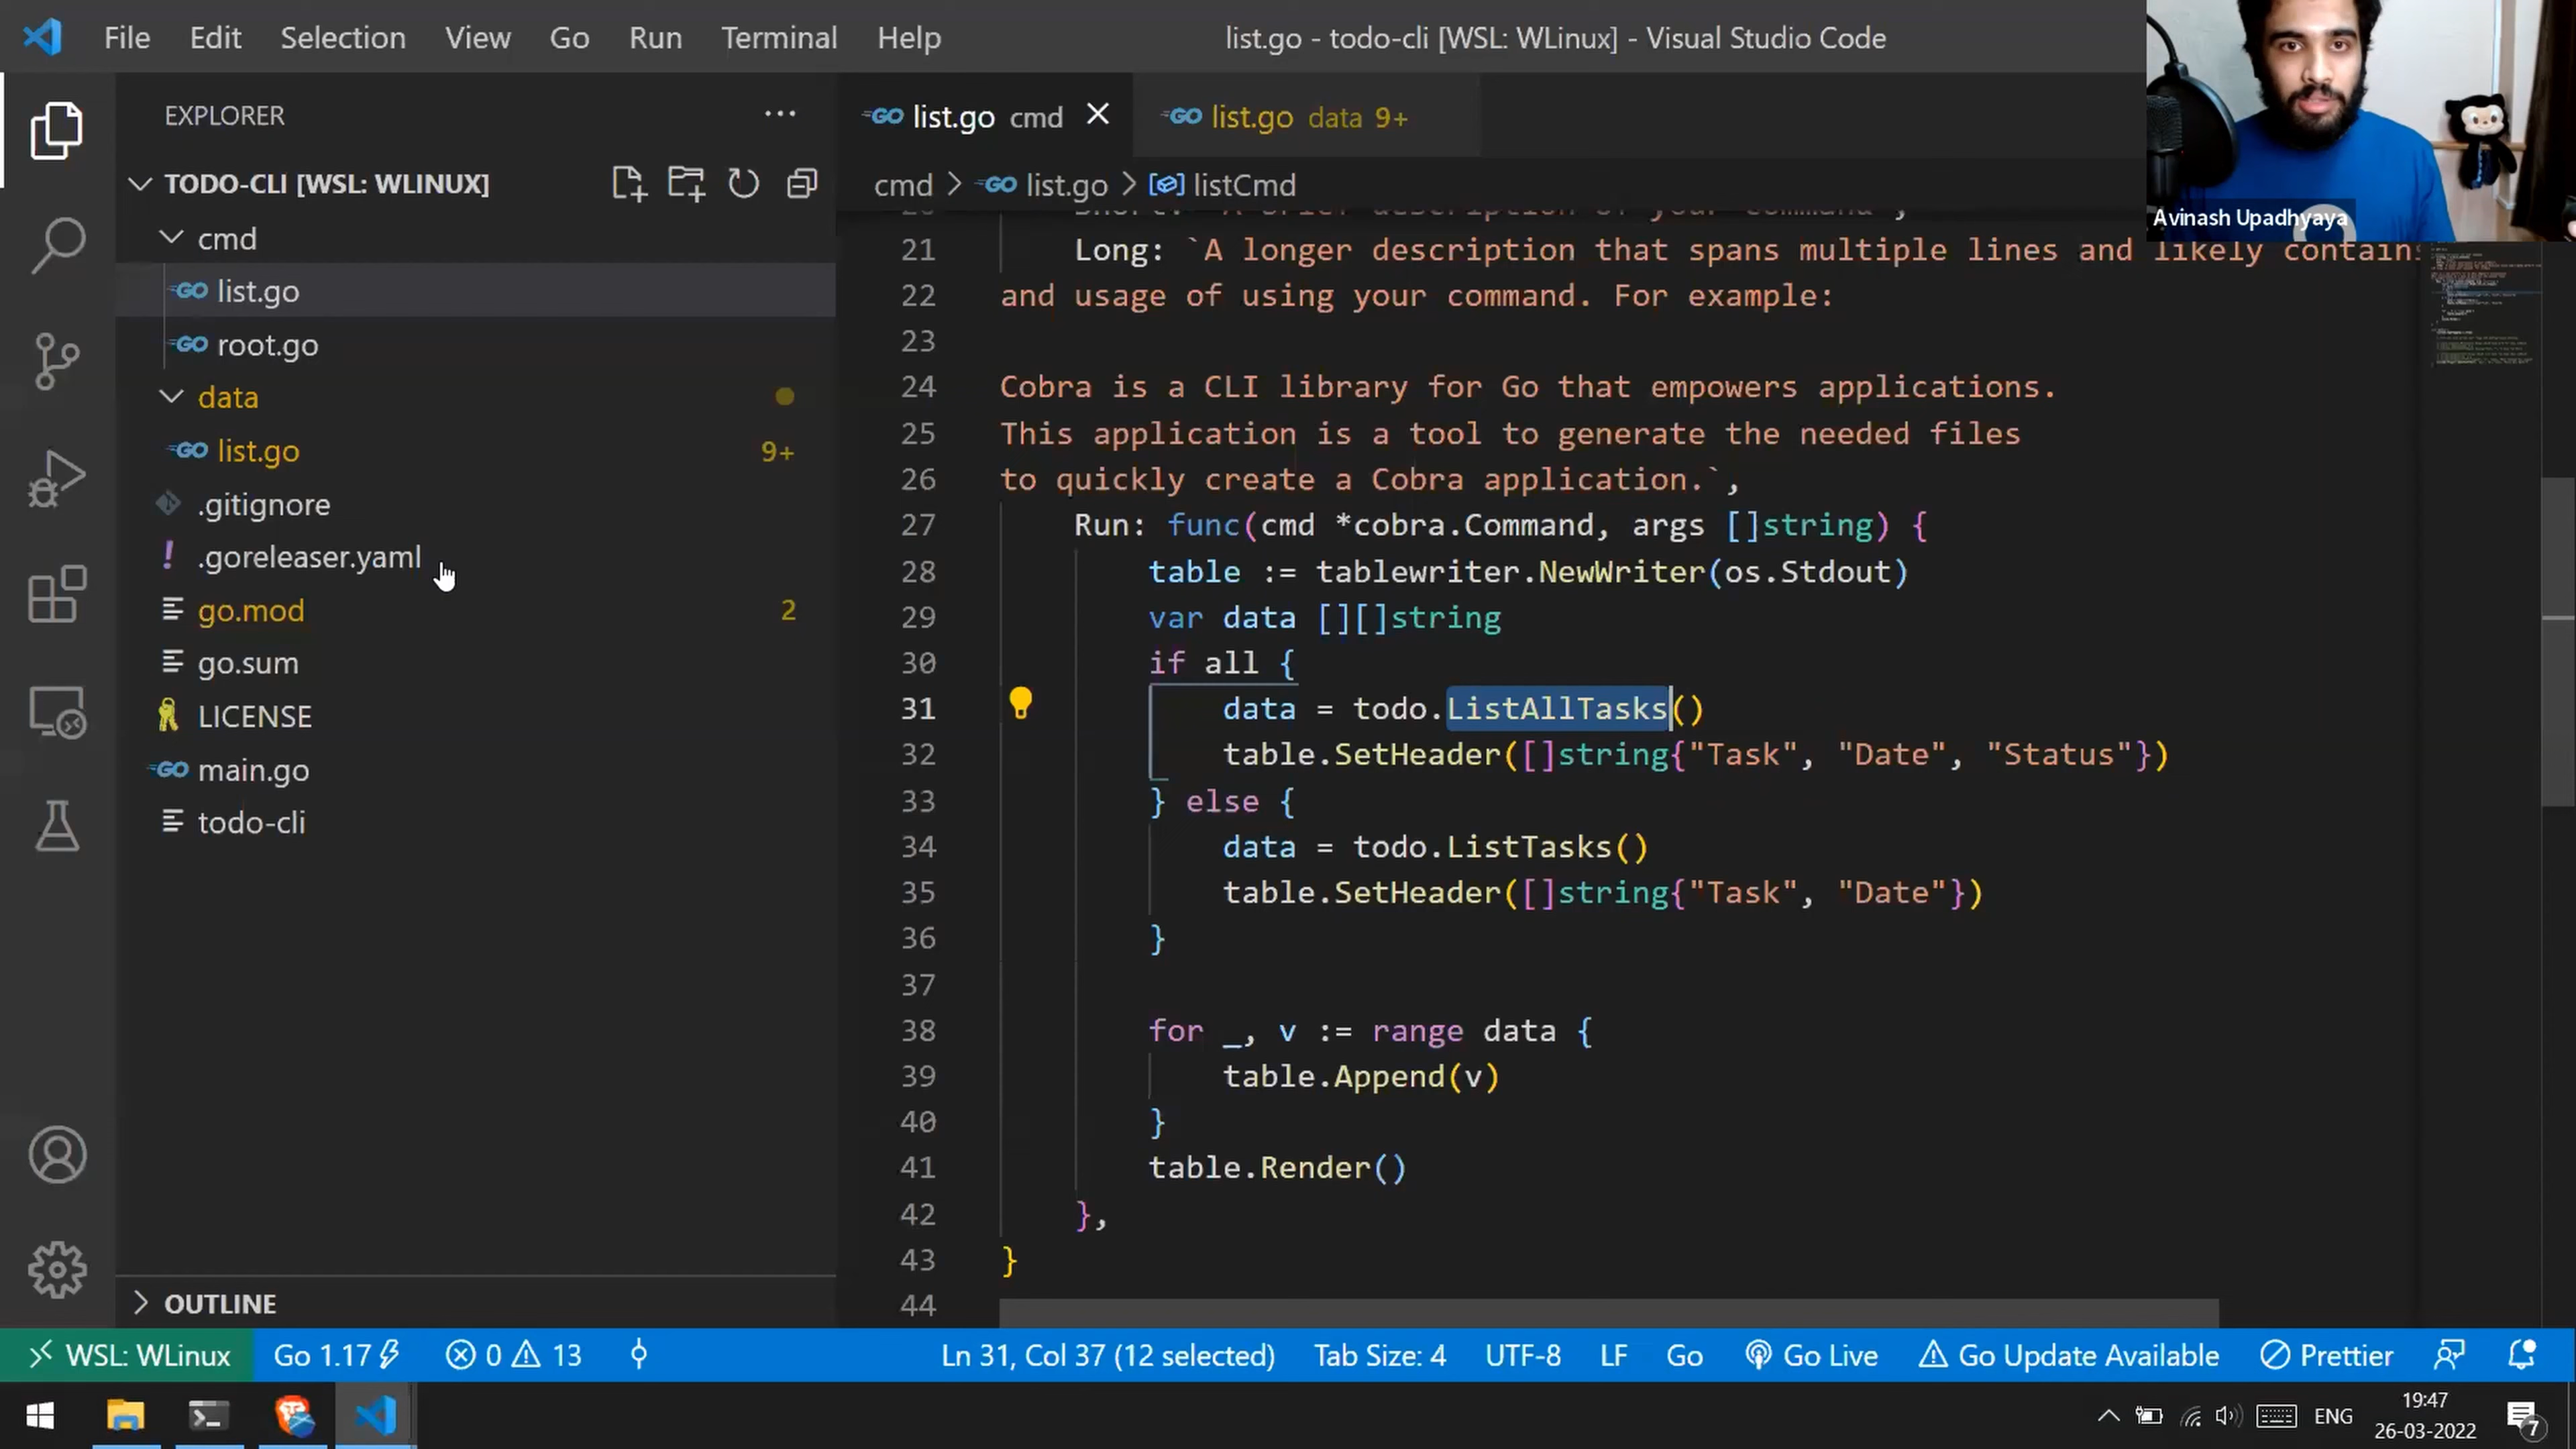 File Edit Selection View Go Run Terminal Help
list.go - todo-cli [WSL: WLinux] - Visual Studio Code
Avinash Upadhyaya
EXPLORER
TODO-CLI [WSL: WLINUX]
cmd
list.go
root.go
data
list.go 9+
.gitignore
.goreleaser.yaml
go.mod 2
go.sum
LICENSE
main.go
todo-cli
OUTLINE
list.go cmd
list.go data 9+
cmd > list.go > listCmd
20 Short: "A brief description of your command",
21 Long: `A longer description that spans multiple lines and likely contains
22 and usage of using your command. For example:
23
24 Cobra is a CLI library for Go that empowers applications.
25 This application is a tool to generate the needed files
26 to quickly create a Cobra application.`,
27 Run: func(cmd *cobra.Command, args []string) {
28 table := tablewriter.NewWriter(os.Stdout)
29 var data [][]string
30 if all {
31 data = todo.ListAllTasks()
32 table.SetHeader([]string{"Task", "Date", "Status"})
33 } else {
34 data = todo.ListTasks()
35 table.SetHeader([]string{"Task", "Date"})
36 }
37
38 for _, v := range data {
39 table.Append(v)
40 }
41 table.Render()
42 },
43 }
44
WSL: WLinux Go 1.17 0 13 Ln 31, Col 37 (12 selected) Tab Size: 4 UTF-8 LF Go Go Live Go Update Available Prettier
ENG
19:47
26-03-2022
7